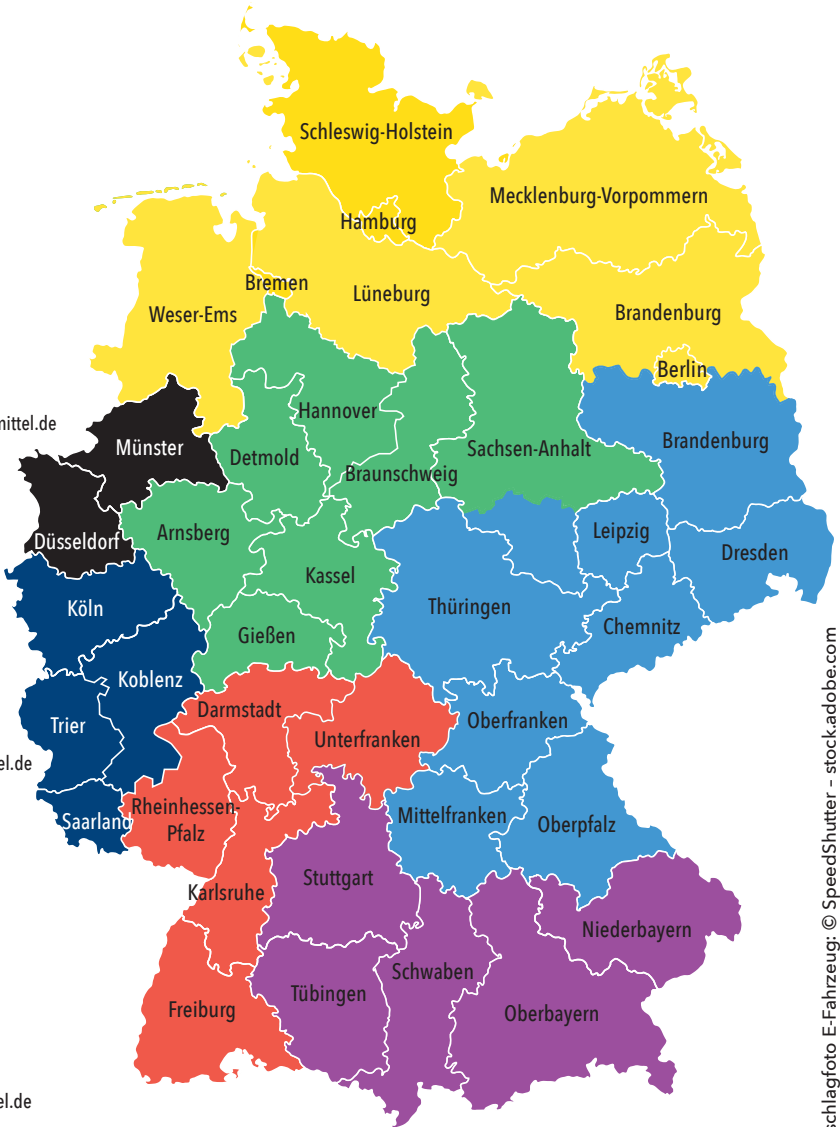 Schleswig-Holstein
Mecklenburg-Vorpommern
Hamburg
Bremen
Lüneburg
Weser-Ems
Brandenburg
Berlin
mittel.de
Hannover
Münster
Detmold
Brandenburg
Sachsen-Anhalt
Braunschweig
Düsseldorf
Arnsberg
Leipzig
Dresden
Kassel
Köln
Thüringen
Chemnitz
Gießen
Koblenz
Darmstadt
Trier
Oberfranken
Unterfranken
el.de
Rheinhessen-
Pfalz
Saarland
Mittelfranken
Oberpfalz
Stuttgart
Karlsruhe
Niederbayern
Schwaben
Tübingen
Freiburg
Oberbayern
el.de
schlagfoto E-Fahrzeug: © SpeedShutter – stock.adobe.com